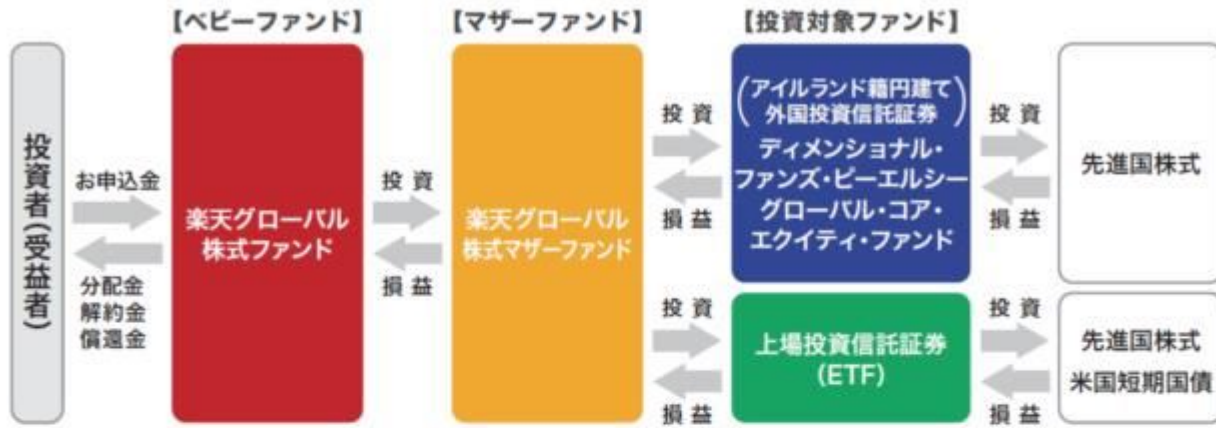 【ベビーファンド】
【マザーファンド】
【投資対象ファンド】
投資者(受益者)
お申込金
分配金
解約金
償還金
楽天グローバル
株式ファンド
投資
損益
楽天グローバル
株式マザーファンド
投資
損益
(アイルランド籍円建て
外国投資信託証券)
ディメンショナル・
ファンズ・ピーエルシー
グローバル・コア・
エクイティ・ファンド
投資
損益
先進国株式
投資
損益
上場投資信託証券
(ETF)
投資
損益
先進国株式
米国短期国債